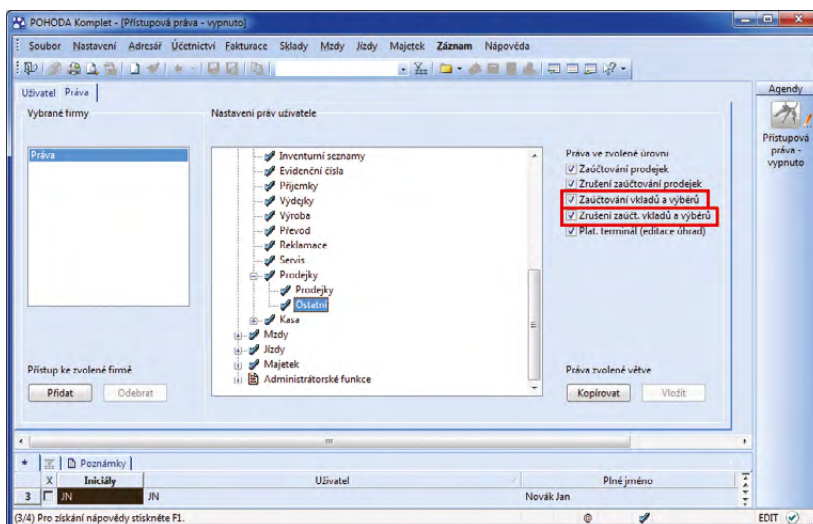 POHODA Komplet - [Přístupová práva - vypnuto]
Soubor Nastavení Adresář Účetnictví Fakturace Sklady Mzdy Jízdy Majetek Záznam Nápověda
Uživatel Práva
Vybrané firmy
Práva
Přístup ke zvolené firmě
Přidat Odebrat
Nastavení práv uživatele
Inventurní seznamy
Evidenční čísla
Příjemky
Výdejky
Výroba
Převod
Reklamace
Servis
Prodejky
Prodejky
Ostatní
Kasa
Mzdy
Jízdy
Majetek
Administrátorské funkce
Práva ve zvolené úrovni
Zaúčtování prodejek
Zrušení zaúčtování prodejek
Zaúčtování vkladů a výběrů
Zrušení zaúčt. vkladů a výběrů
Plat. terminál (editace úhrad)
Práva zvolené větve
Kopírovat Vložit
Agendy
Přístupová
práva -
vypnuto
* Poznámky
X Iniciály Uživatel Plné jméno
3 JN JN Novák Jan
(3/4) Pro získání nápovědy stiskněte F1. @ EDIT